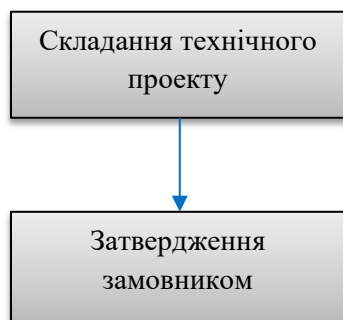 Складання технічного
проекту
Затвердження
замовником